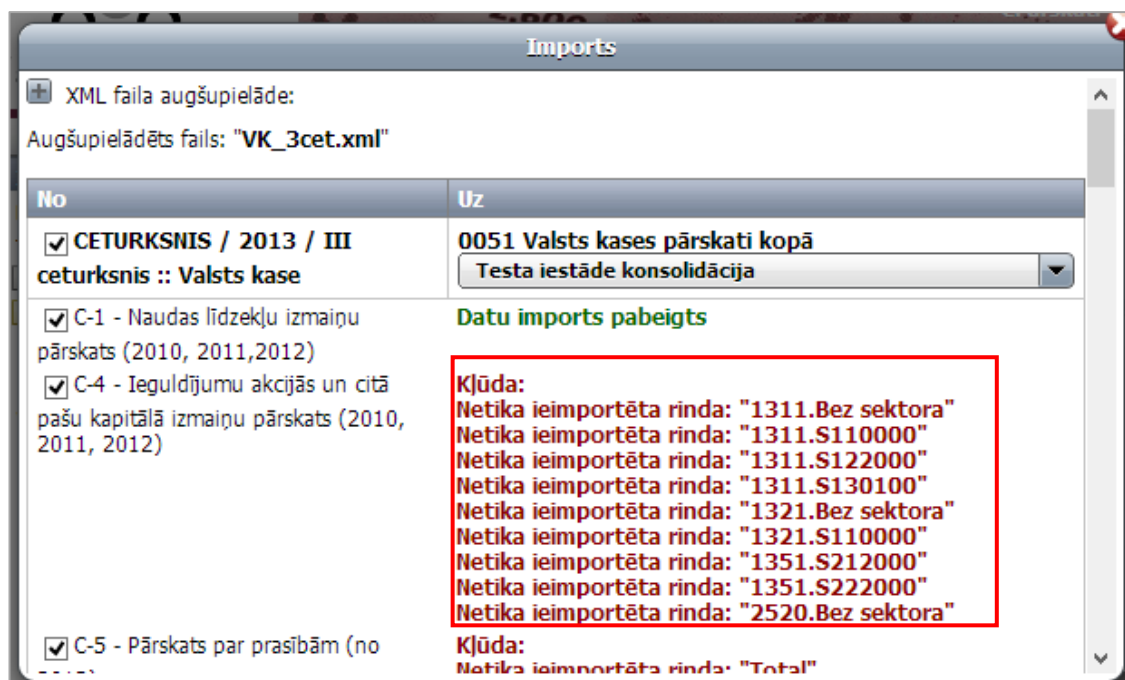 Imports
XML faila augšupielāde:
Augšupielādēts fails: "VK_3cet.xml"
No
Uz
CETURKSNIS / 2013 / III
ceturksnis :: Valsts kase
0051 Valsts kases pārskati kopā
Testa iestāde konsolidācija
C-1 - Naudas līdzekļu izmaiņu
pārskats (2010, 2011,2012)
Datu imports pabeigts
C-4 - Ieguldījumu akcijās un citā
pašu kapitālā izmaiņu pārskats (2010,
2011, 2012)
Kļūda:
Netika ieimportēta rinda: "1311.Bez sektora"
Netika ieimportēta rinda: "1311.S110000"
Netika ieimportēta rinda: "1311.S122000"
Netika ieimportēta rinda: "1311.S130100"
Netika ieimportēta rinda: "1321.Bez sektora"
Netika ieimportēta rinda: "1321.S110000"
Netika ieimportēta rinda: "1351.S212000"
Netika ieimportēta rinda: "1351.S222000"
Netika ieimportēta rinda: "2520.Bez sektora"
C-5 - Pārskats par prasībām (no
Kļūda:
Netika ieimportēta rinda: "Total"